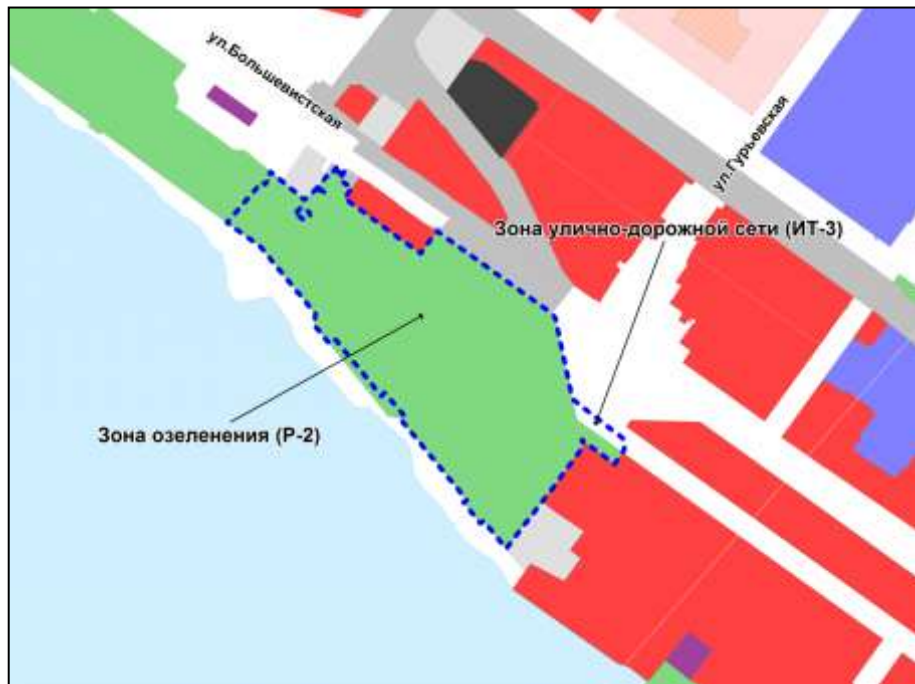 ул.Большевистская
ул.Гурьевская
Зона улично-дорожной сети (ИТ-3)
Зона озеленения (Р-2)